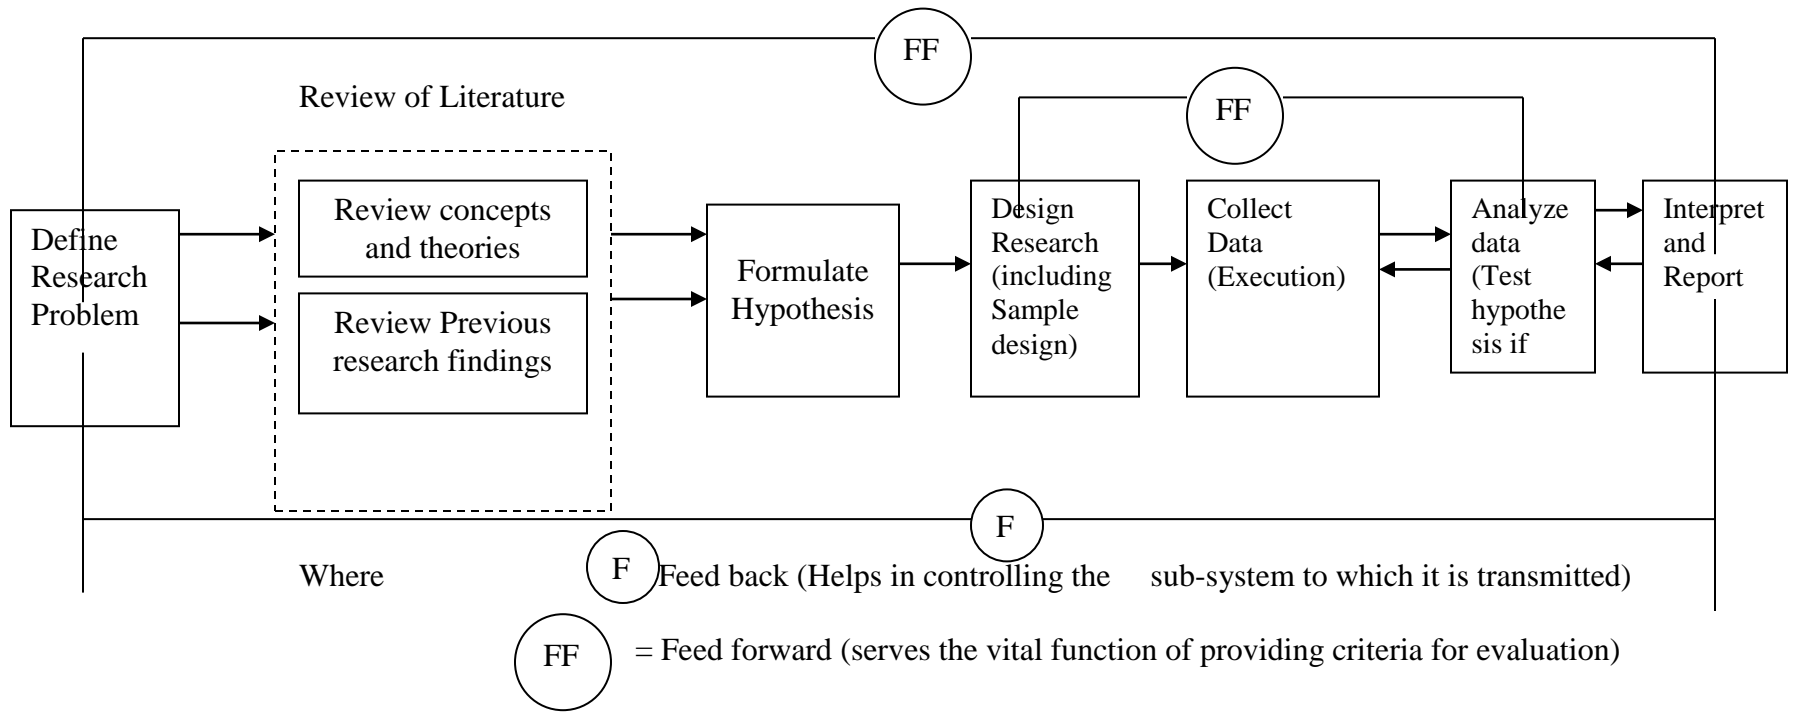 FF
Review of Literature
FF
Define
Research
Problem
Review concepts
and theories
Review Previous
research findings
Formulate
Hypothesis
Design
Research
(including
Sample
design)
Collect
Data
(Execution)
Analyze
data
(Test
hypothe
sis if
Interpret
and
Report
F
Where F Feed back (Helps in controlling the sub-system to which it is transmitted)
FF = Feed forward (serves the vital function of providing criteria for evaluation)